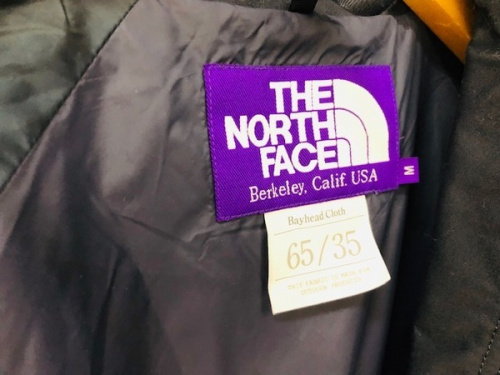 THE
NORTH
FACE
Berkeley, Calif. USA
M
Bayhead Cloth
65/35